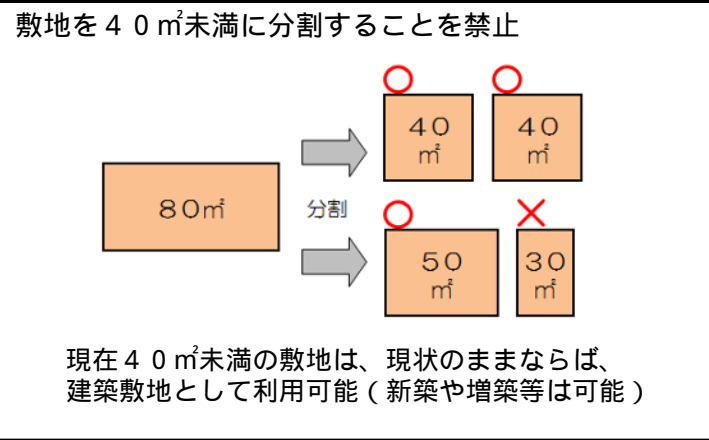 敷地を４０㎡未満に分割することを禁止
４０
㎡
４０
㎡
８０㎡
分割
５０
㎡
３０
㎡
現在４０㎡未満の敷地は、現状のままならば、
建築敷地として利用可能（新築や増築等は可能）